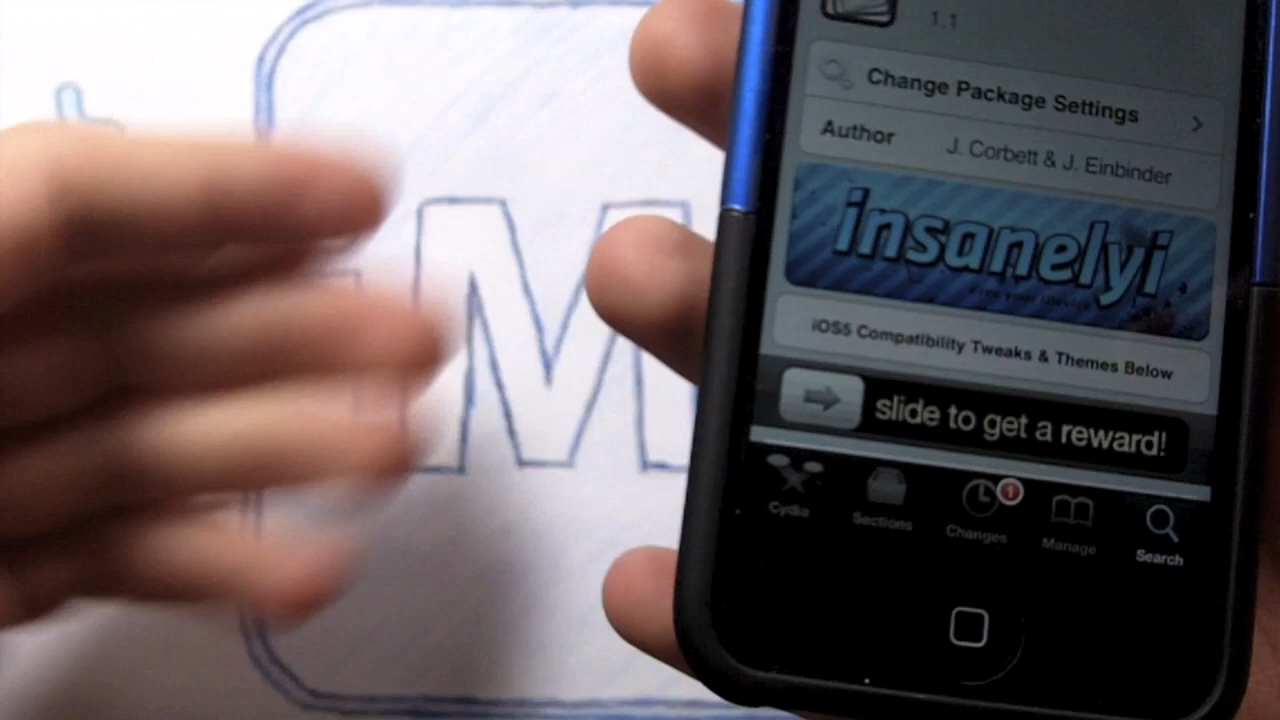 1.1
Change Package Settings
Author J. Corbett & J. Einbinder
insanelyi
iOS5 Compatibility Tweaks & Themes Below
slide to get a reward!
1
Cydia Sections Changes Manage Search
M